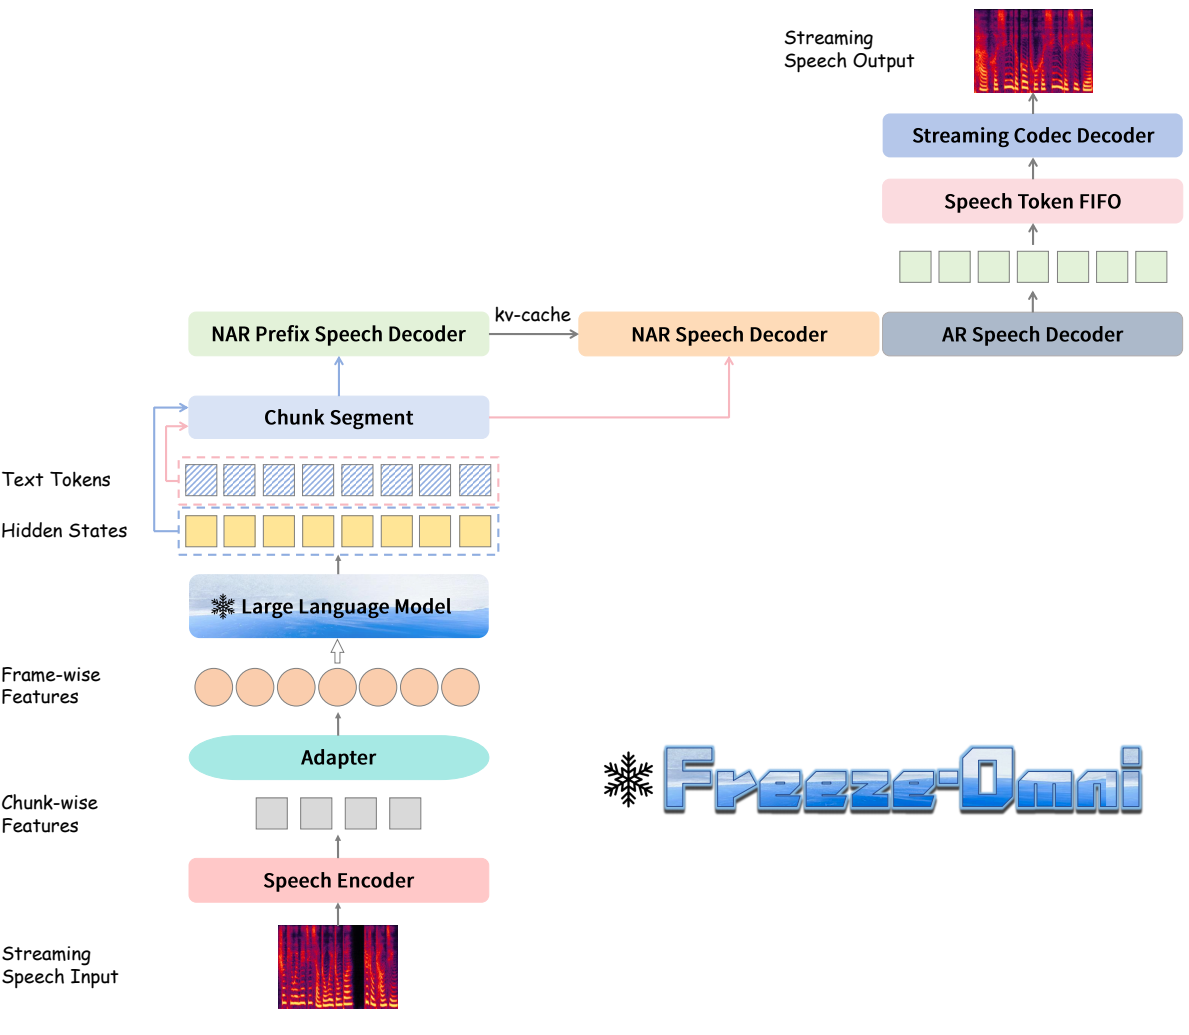 Streaming
Speech Output
Streaming Codec Decoder
Speech Token FIFO
NAR Prefix Speech Decoder
kv-cache
NAR Speech Decoder
AR Speech Decoder
Chunk Segment
Text Tokens
Hidden States
Large Language Model
Frame-wise
Features
Adapter
Freeze-Omni
Chunk-wise
Features
Speech Encoder
Streaming
Speech Input